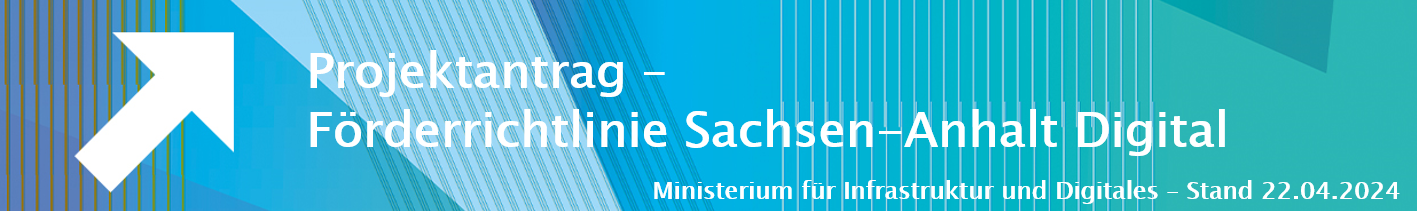 Projektantrag –
Förderrichtlinie Sachsen-Anhalt Digital
Ministerium für Infrastruktur und Digitales – Stand 22.04.2024